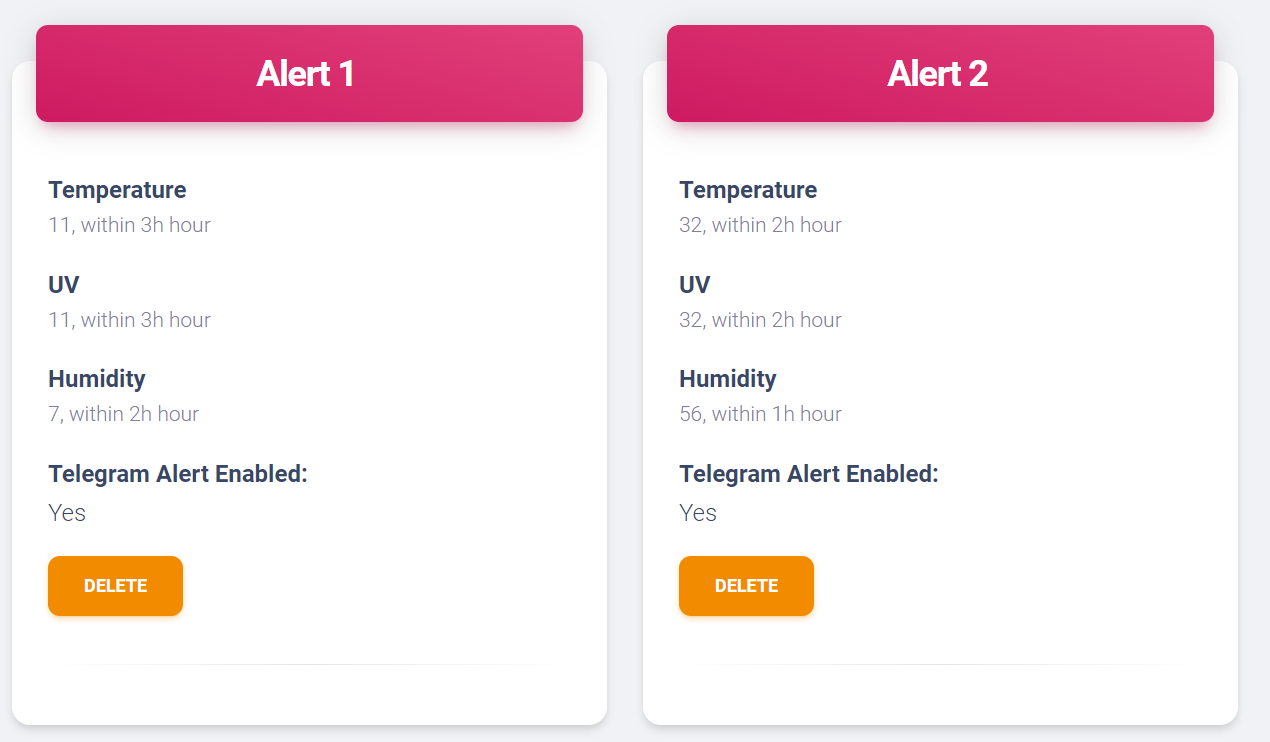 Alert 1
Temperature
11, within 3h hour
UV
11, within 3h hour
Humidity
7, within 2h hour
Telegram Alert Enabled:
Yes
DELETE
Alert 2
Temperature
32, within 2h hour
UV
32, within 2h hour
Humidity
56, within 1h hour
Telegram Alert Enabled:
Yes
DELETE